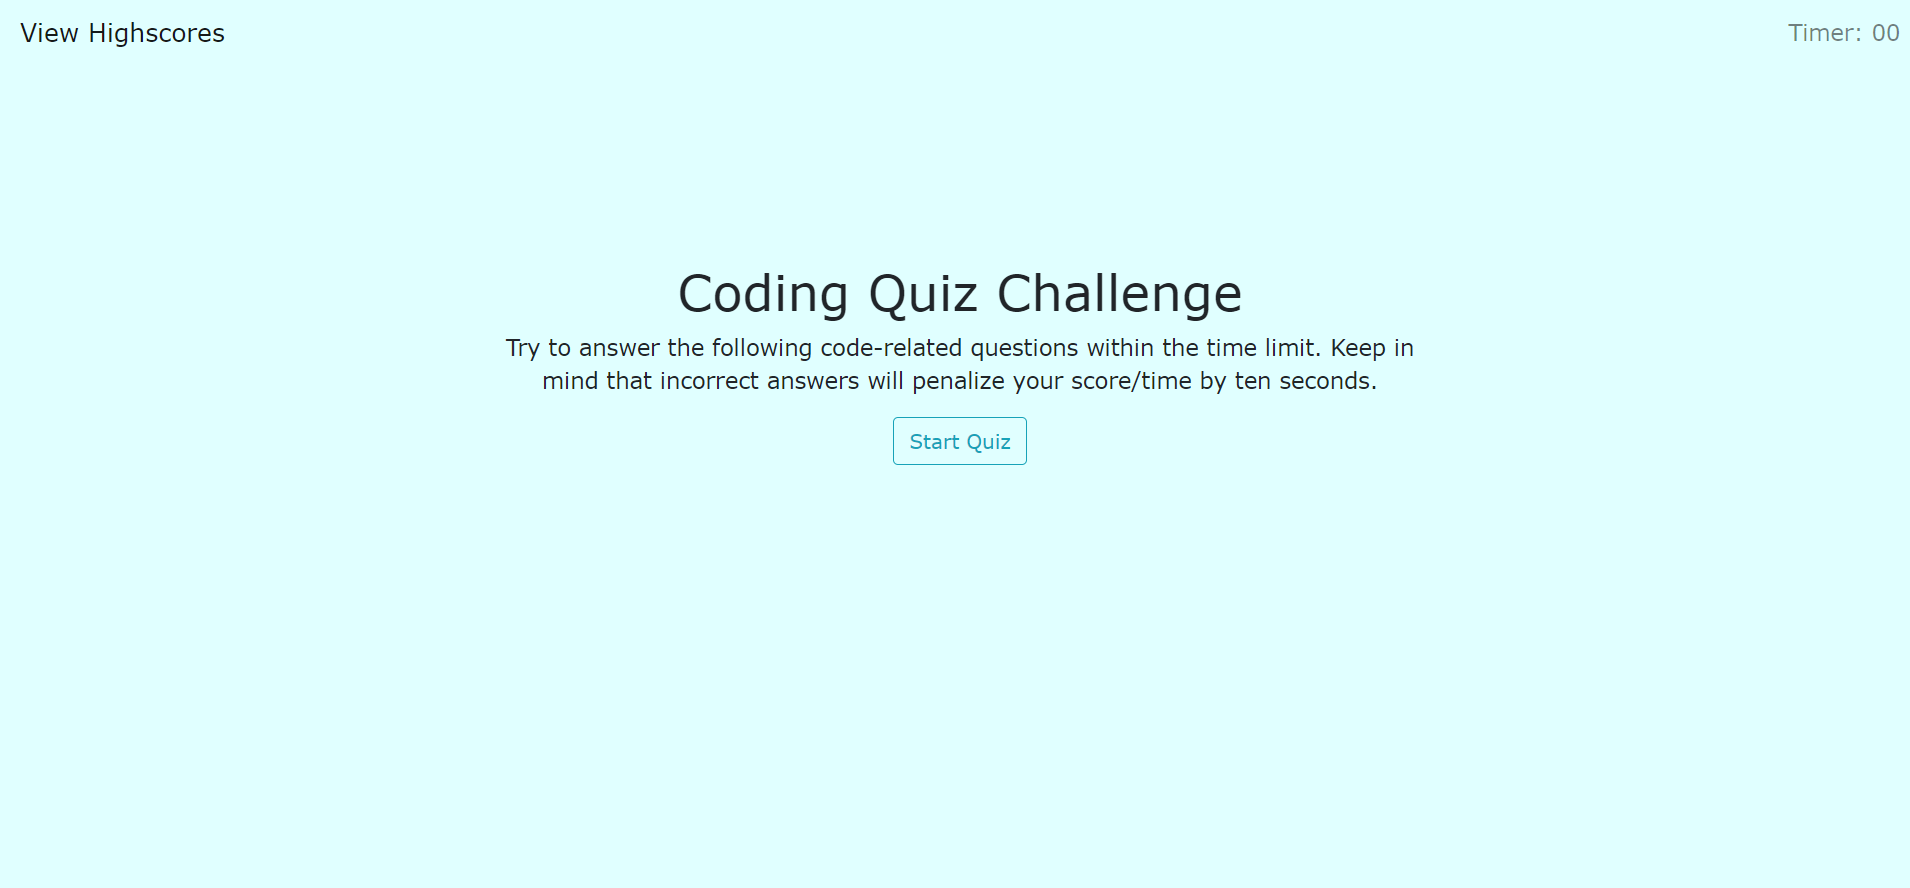 View Highscores
Timer: 00
Coding Quiz Challenge
Try to answer the following code-related questions within the time limit. Keep in
mind that incorrect answers will penalize your score/time by ten seconds.
Start Quiz